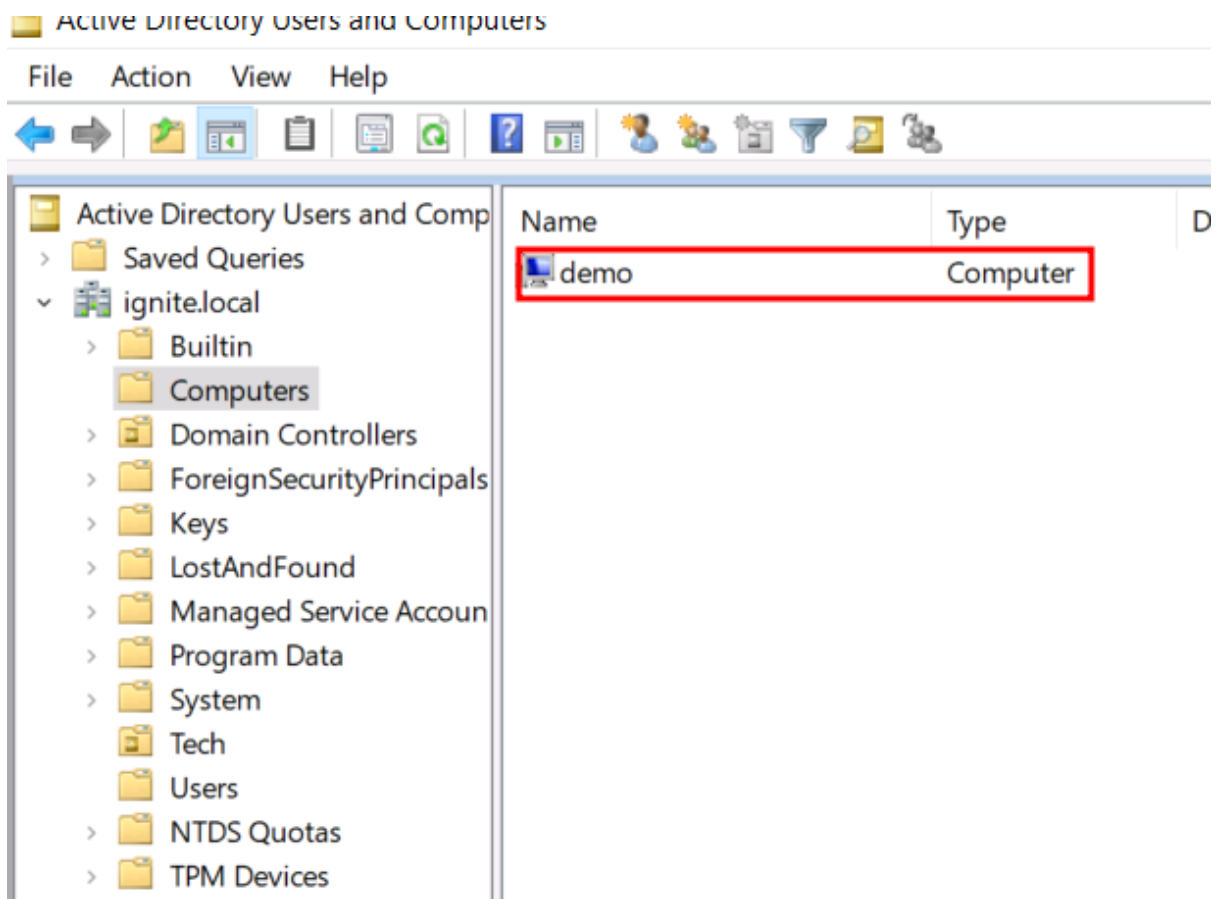 Active Directory Users and Computers
File Action View Help
Active Directory Users and Comp
Saved Queries
ignite.local
Builtin
Computers
Domain Controllers
ForeignSecurityPrincipals
Keys
LostAndFound
Managed Service Accoun
Program Data
System
Tech
Users
NTDS Quotas
TPM Devices
Name Type D
demo Computer